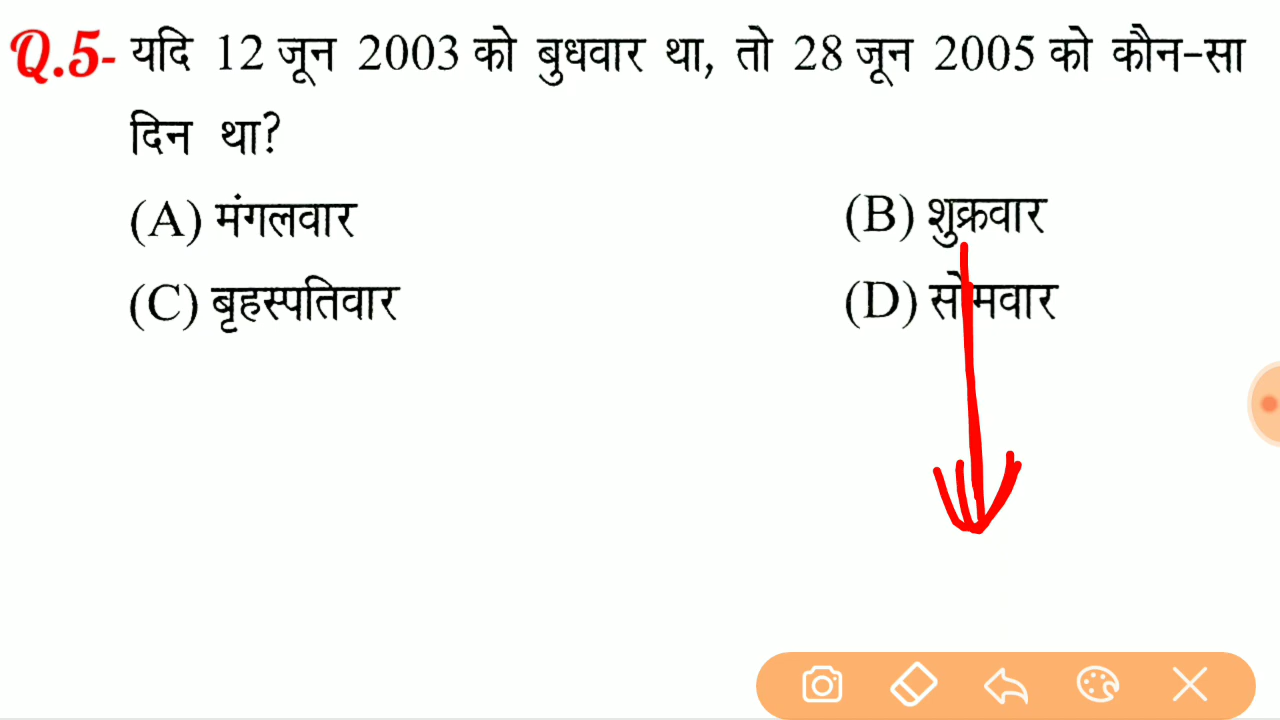 Q.5- यदि 12 जून 2003 को बुधवार था, तो 28 जून 2005 को कौन-सा
दिन था?
(A) मंगलवार (B) शुक्रवार
(C) बृहस्पतिवार (D) सोमवार